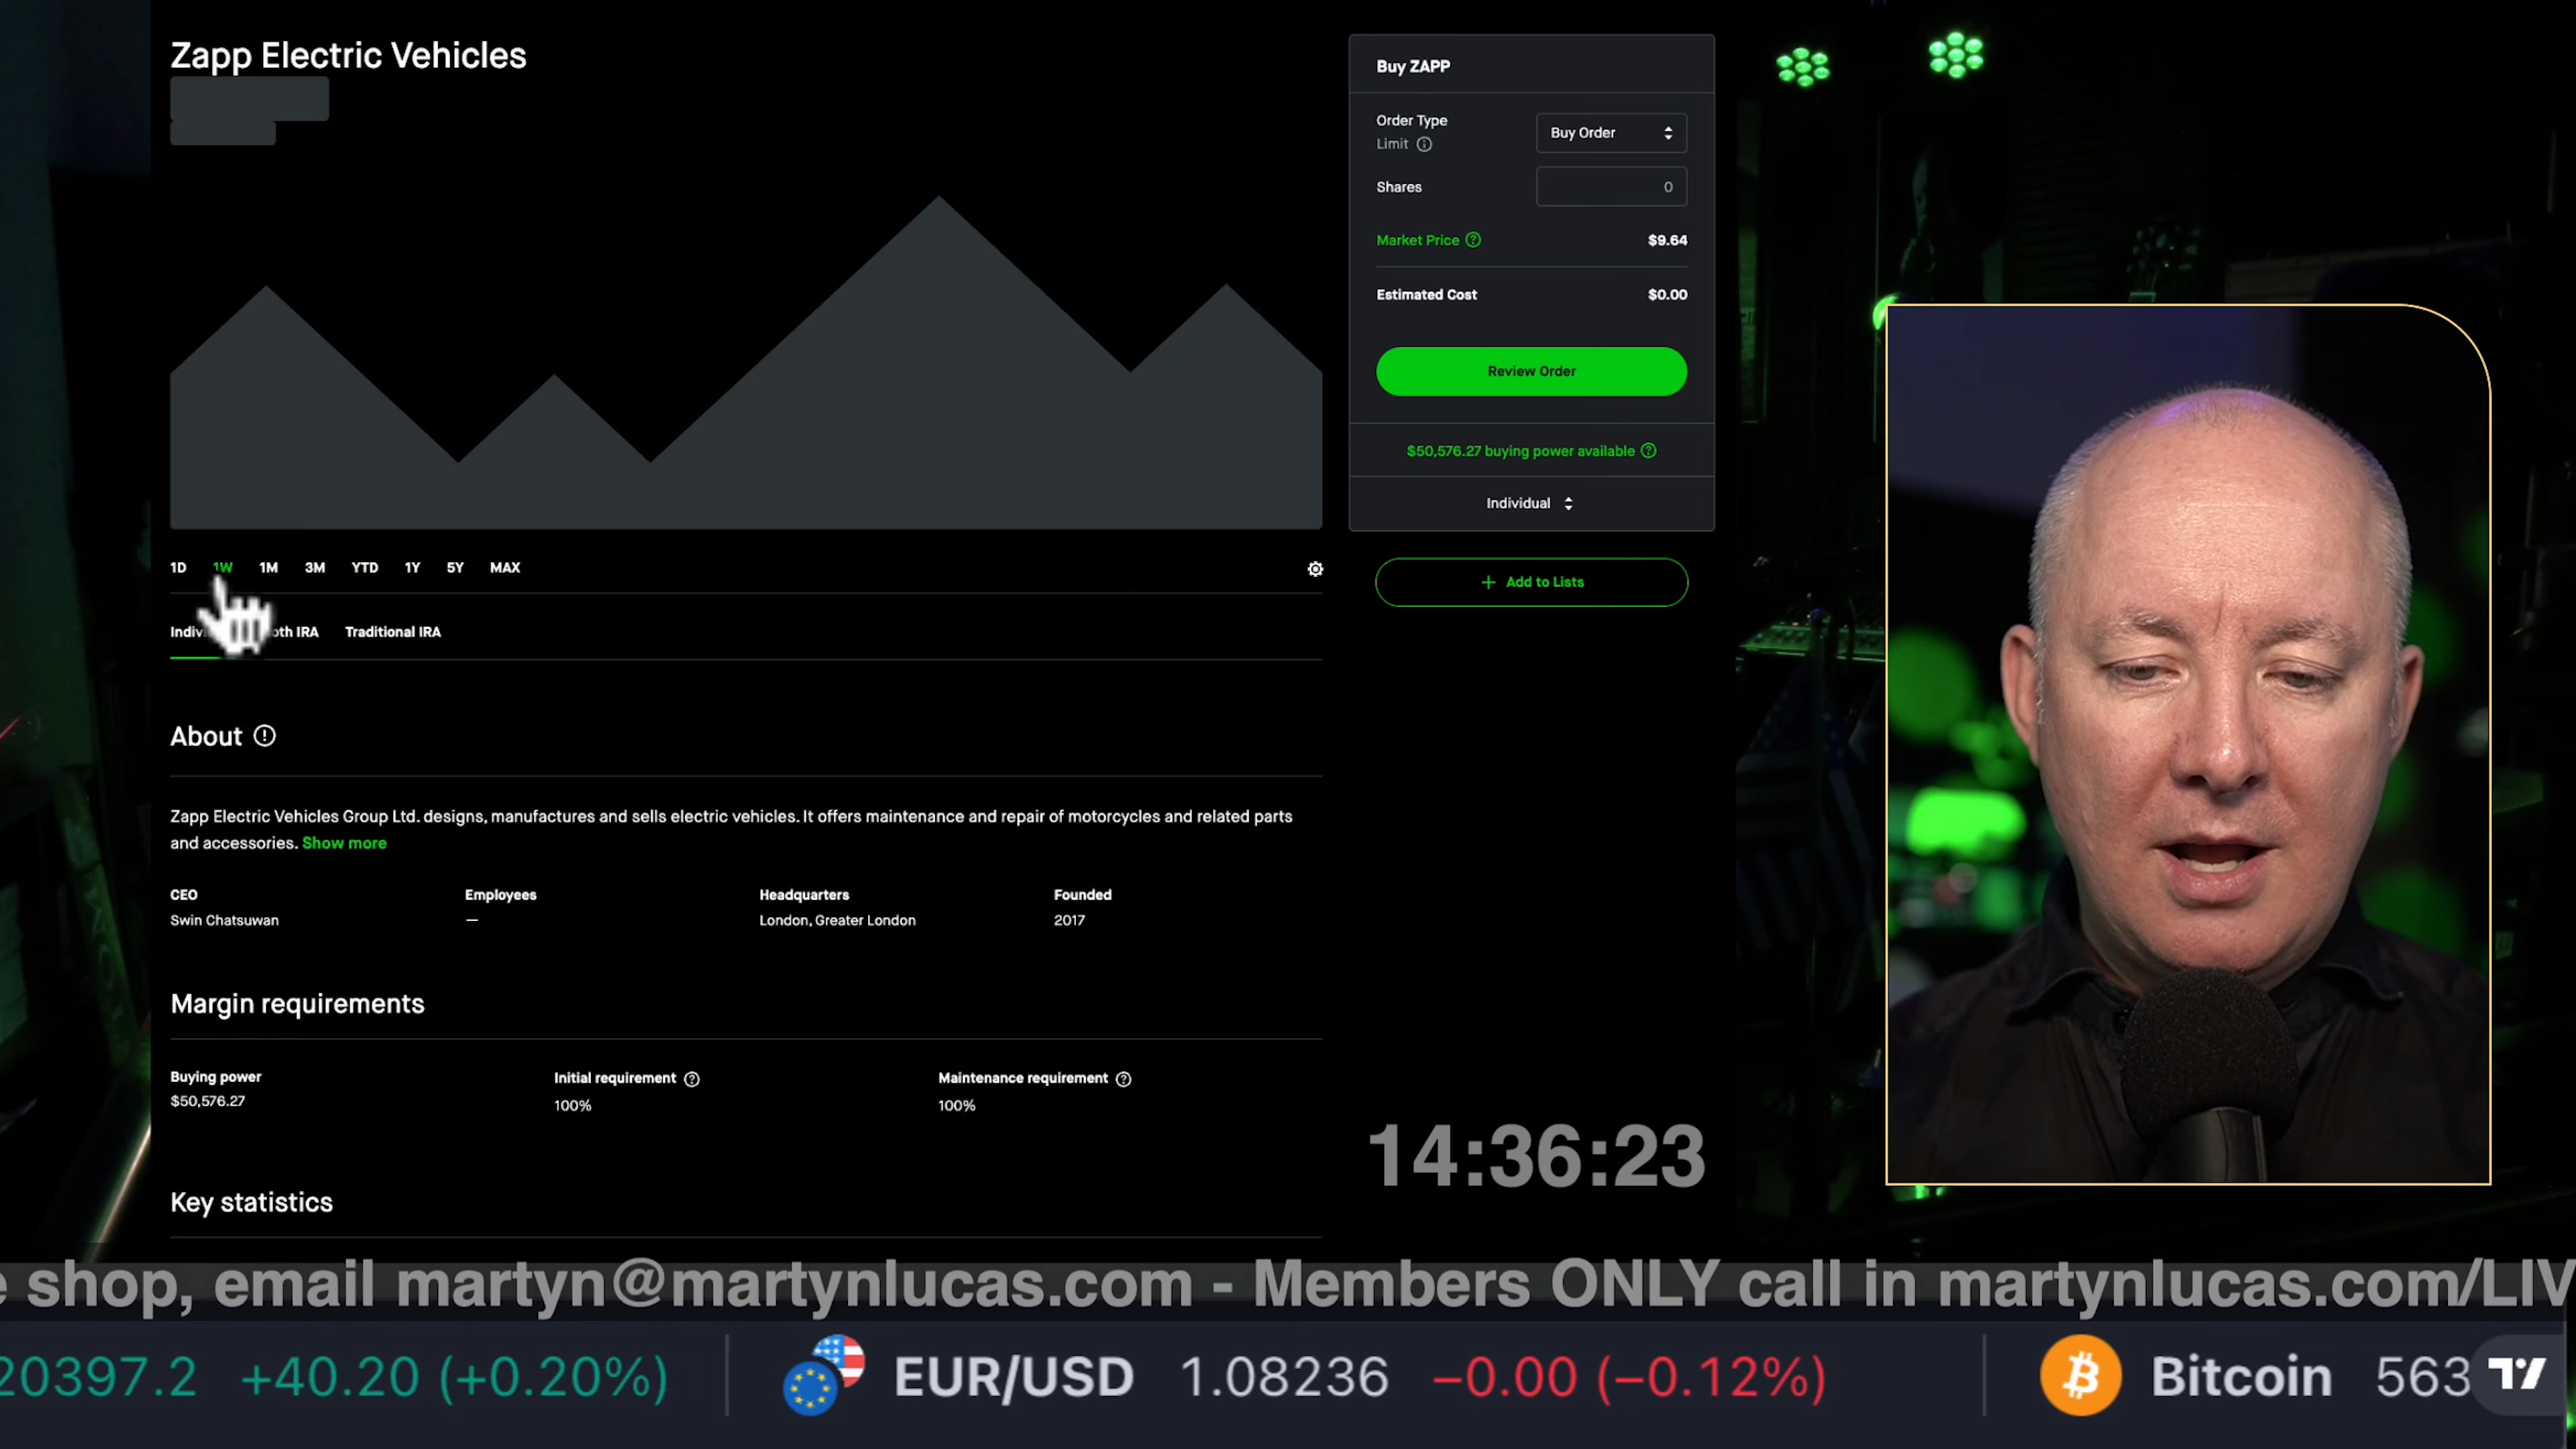 Zapp Electric Vehicles
Buy ZAPP
Order Type
Limit
Buy Order
Shares
0
Market Price
$9.64
Estimated Cost
$0.00
Review Order
$50,576.27 buying power available
Individual
+ Add to Lists
1D 1W 1M 3M YTD 1Y 5Y MAX
Traditional IRA
About
Zapp Electric Vehicles Group Ltd. designs, manufactures and sells electric vehicles. It offers maintenance and repair of motorcycles and related parts
and accessories. Show more
CEO
Swin Chatsuwan
Employees
—
Headquarters
London, Greater London
Founded
2017
Margin requirements
Buying power
$50,576.27
Initial requirement
100%
Maintenance requirement
100%
14:36:23
Key statistics
e shop, email martyn@martynlucas.com - Members ONLY call in martynlucas.com/LIV
20397.2 +40.20 (+0.20%) EUR/USD 1.08236 −0.00 (−0.12%) Bitcoin 563